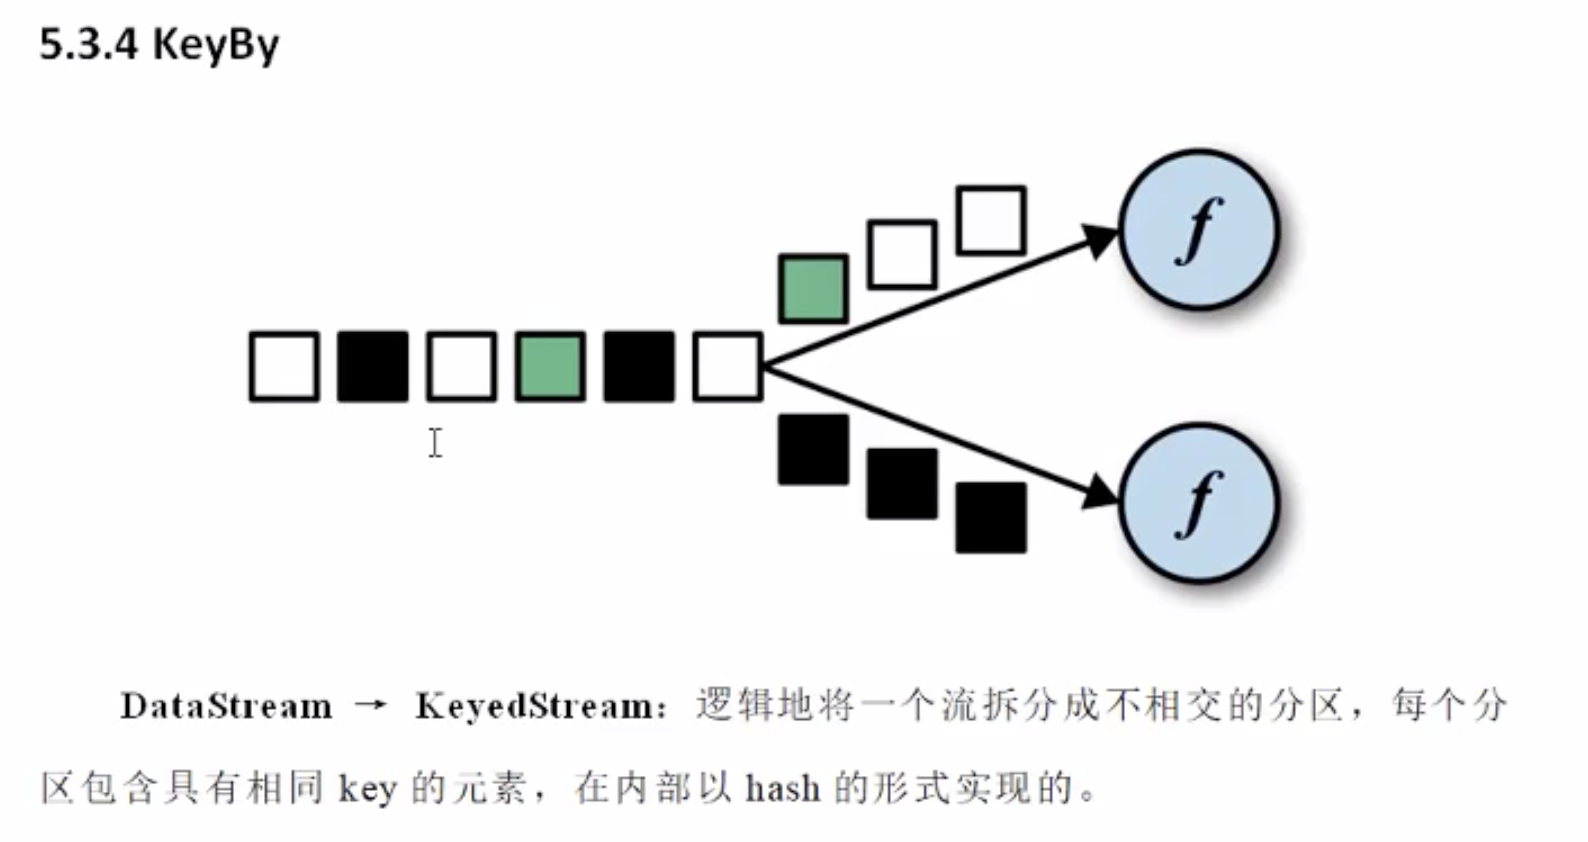 5.3.4 KeyBy
f
f
DataStream → KeyedStream：逻辑地将一个流拆分成不相交的分区，每个分
区包含具有相同 key 的元素，在内部以 hash 的形式实现的。